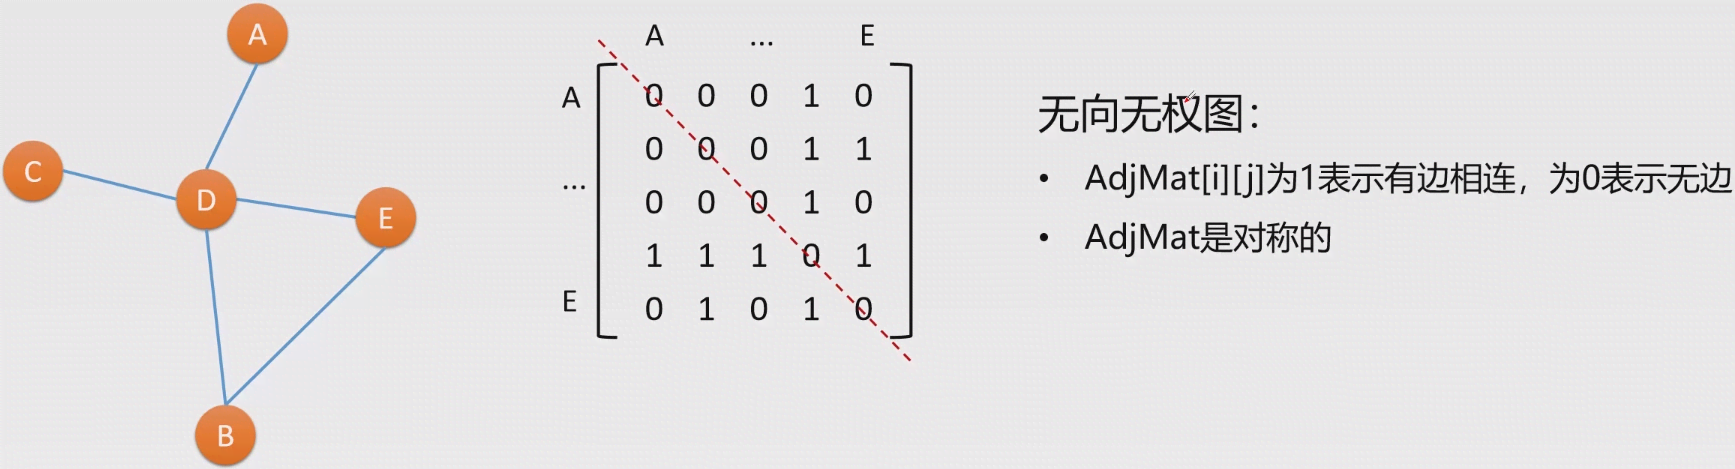 A
C
D
E
B
A ... E
A 0 0 0 1 0
0 0 0 1 1
... 0 0 0 1 0
1 1 1 0 1
E 0 1 0 1 0
无向无权图：
• AdjMat[i][j]为1表示有边相连，为0表示无边
• AdjMat是对称的